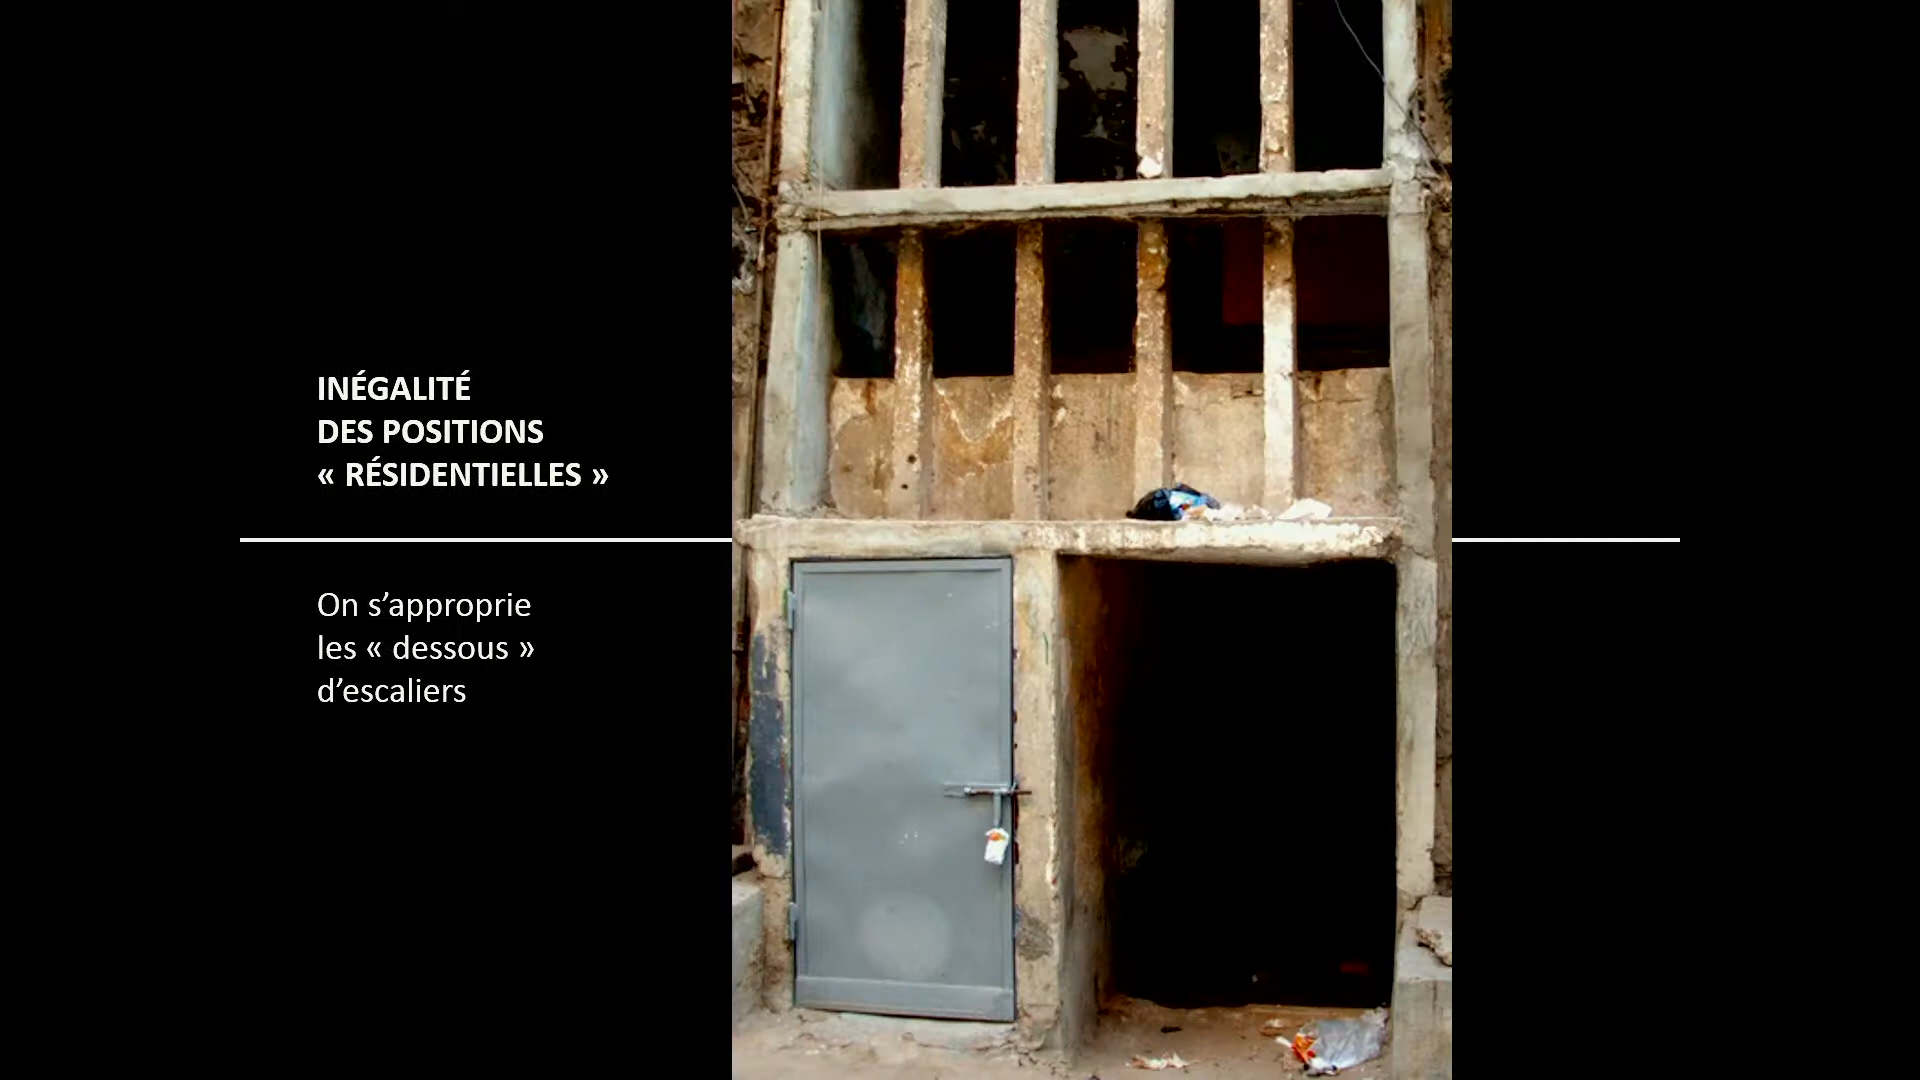 INÉGALITÉ
DES POSITIONS
« RÉSIDENTIELLES »
On s’approprie
les « dessous »
d’escaliers